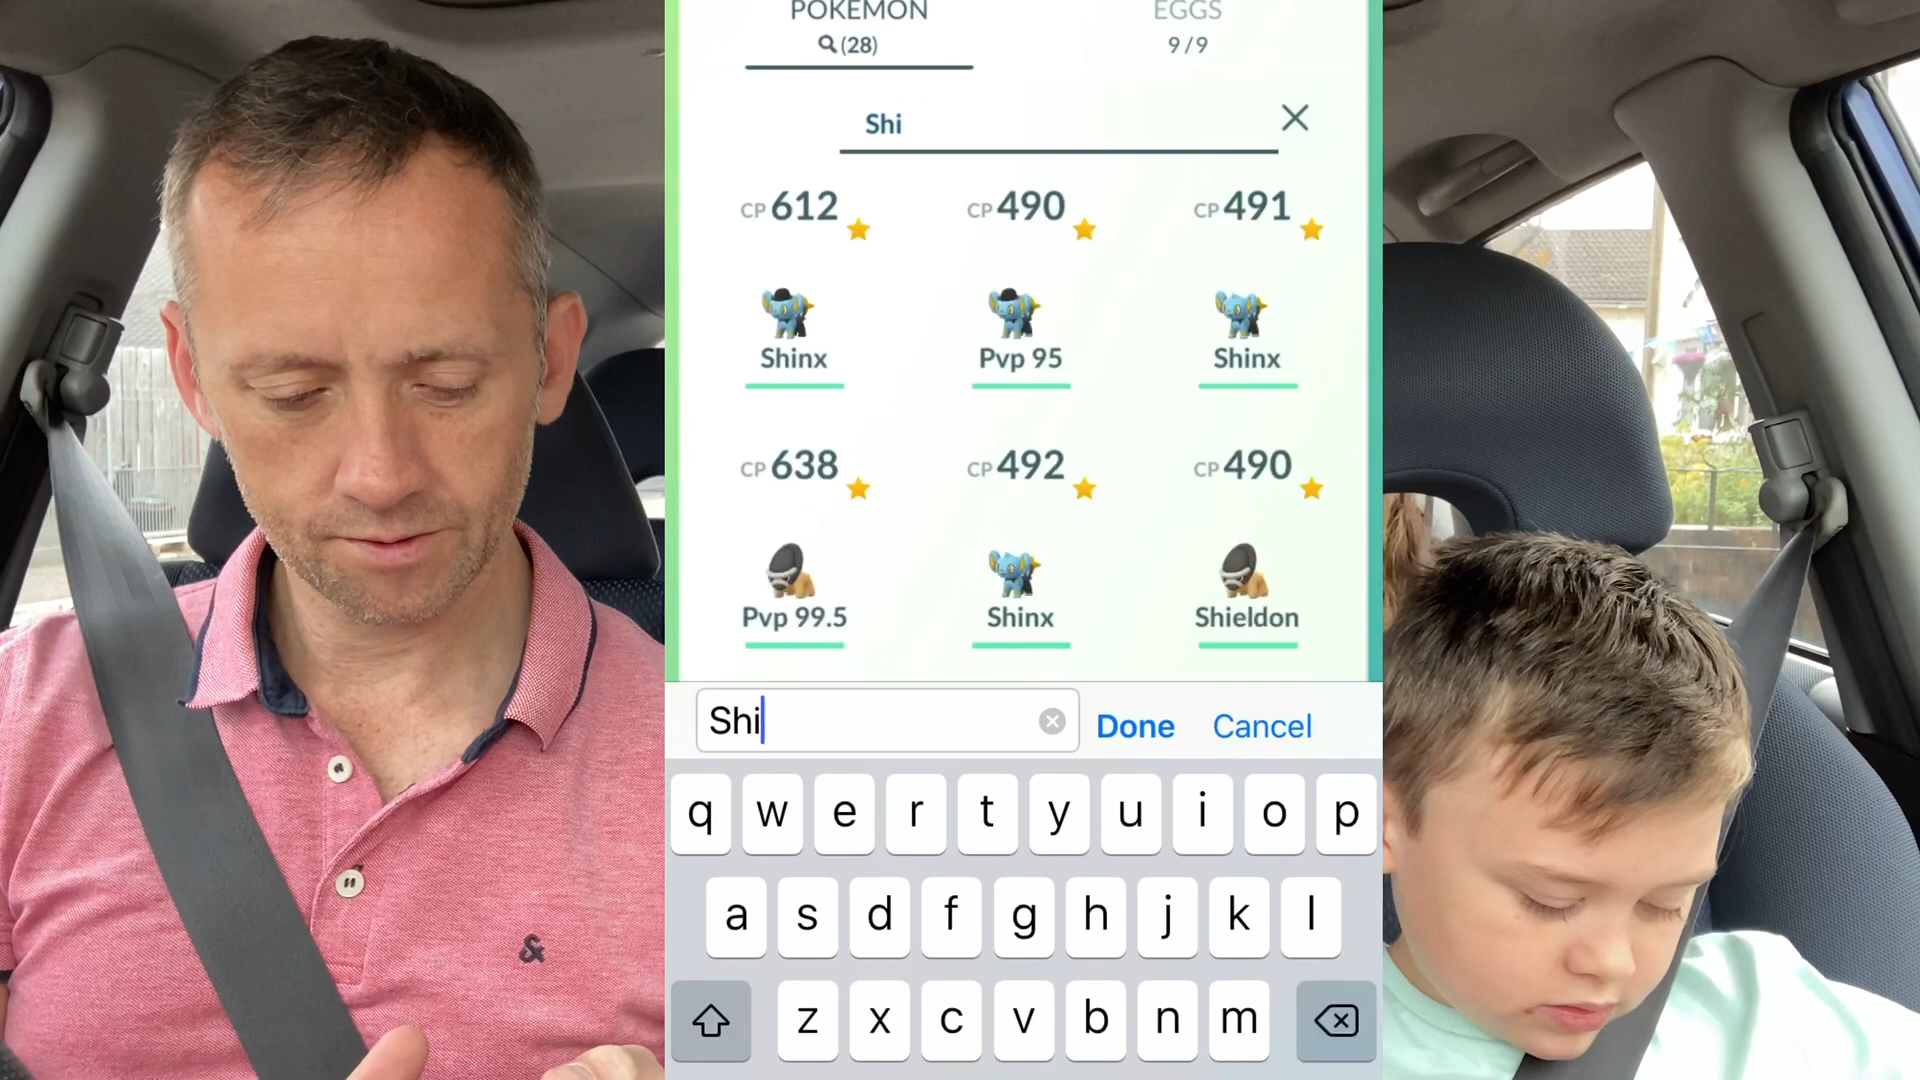 POKÉMON
(28)
EGGS
9/9
Shi
CP 612
CP 490
CP 491
Shinx
Pvp 95
Shinx
CP 638
CP 492
CP 490
Pvp 99.5
Shinx
Shieldon
Shi
Done
Cancel
q w e r t y u i o p
a s d f g h j k l
z x c v b n m
&